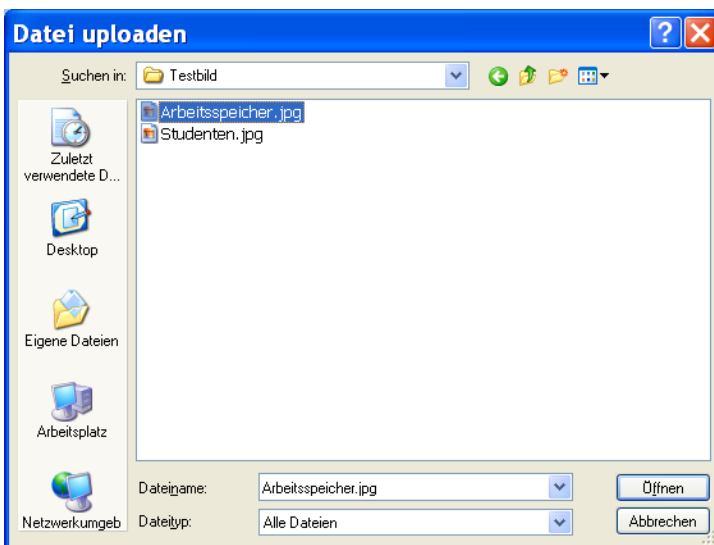 Datei uploaden
Suchen in: Testbild
Arbeitsspeicher.jpg
Studenten.jpg
Zuletzt
verwendete D...
Desktop
Eigene Dateien
Arbeitsplatz
Netzwerkumgeb
Dateiname: Arbeitsspeicher.jpg Öffnen
Dateityp: Alle Dateien Abbrechen